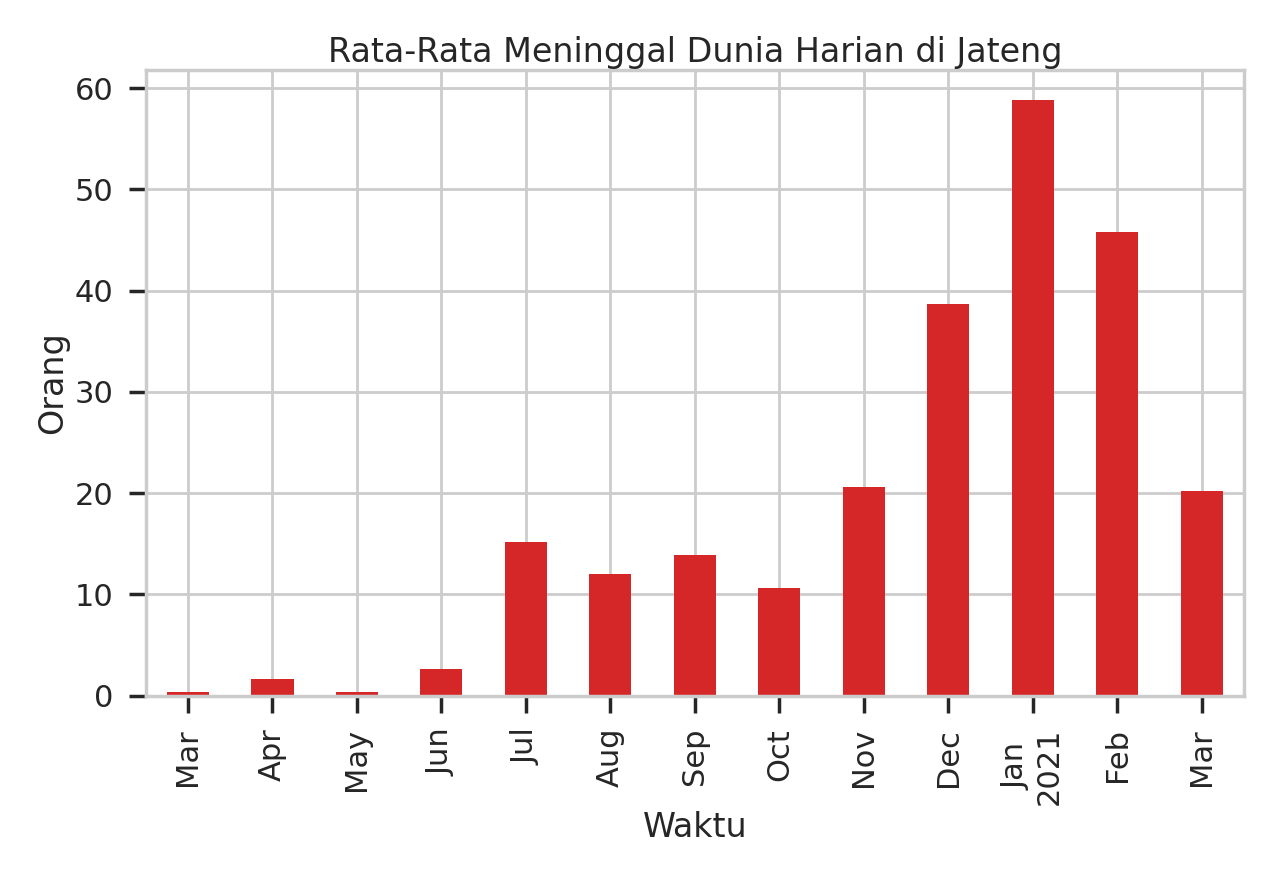 Rata-Rata Meninggal Dunia Harian di Jateng
60
50
40
30
20
10
0
Orang
Mar
Apr
May
Jun
Jul
Aug
Sep
Oct
Nov
Dec
Jan
2021
Feb
Mar
Waktu